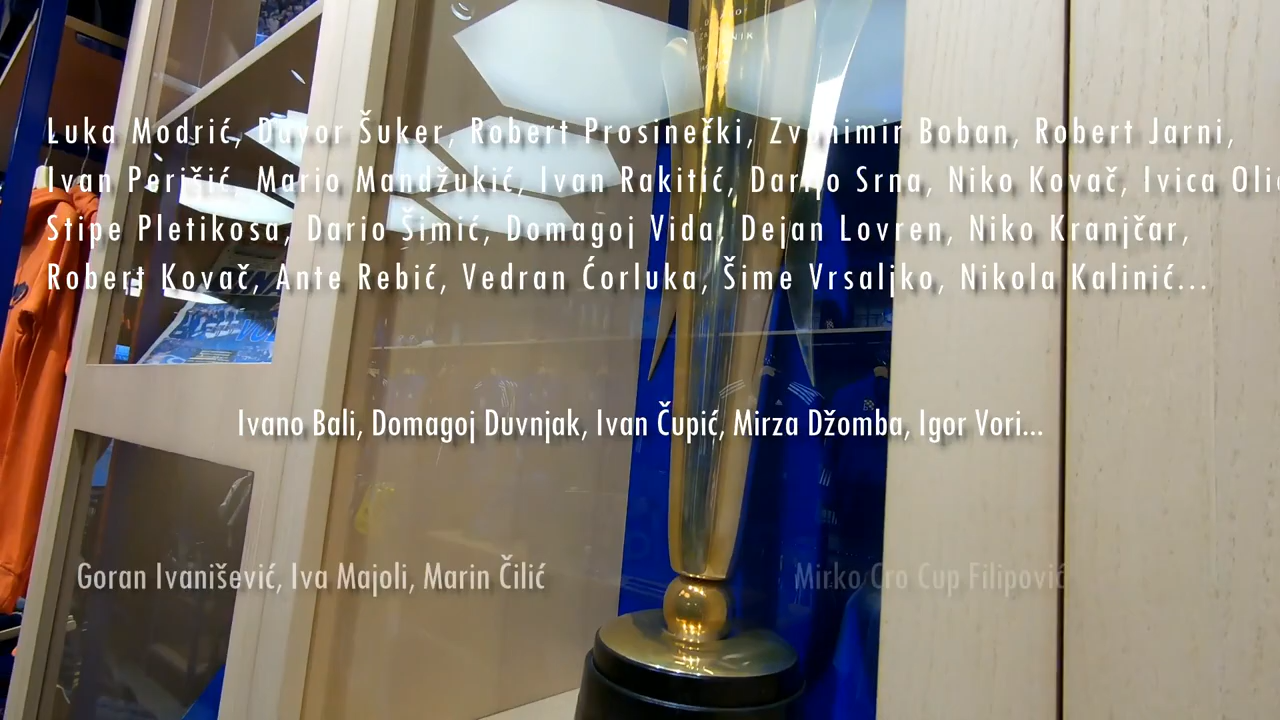 Luka Modrić, Davor Šuker, Robert Prosinečki, Zvonimir Boban, Robert Jarni,
Ivan Perišić, Mario Mandžukić, Ivan Rakitić, Darijo Srna, Niko Kovač, Ivica Olić
Stipe Pletikosa, Dario Šimić, Domagoj Vida, Dejan Lovren, Niko Kranjčar,
Robert Kovač, Ante Rebić, Vedran Ćorluka, Šime Vrsaljko, Nikola Kalinić...
Ivano Bali, Domagoj Duvnjak, Ivan Čupić, Mirza Džomba, Igor Vori...
Goran Ivanišević, Iva Majoli, Marin Čilić
Mirko Cro Cup Filipović